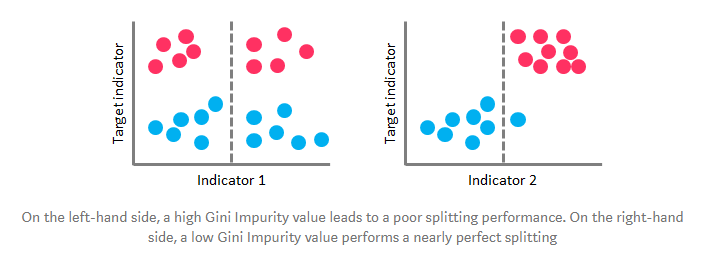 Target indicator
Indicator 1
Target indicator
Indicator 2
On the left-hand side, a high Gini Impurity value leads to a poor splitting performance. On the right-hand
side, a low Gini Impurity value performs a nearly perfect splitting